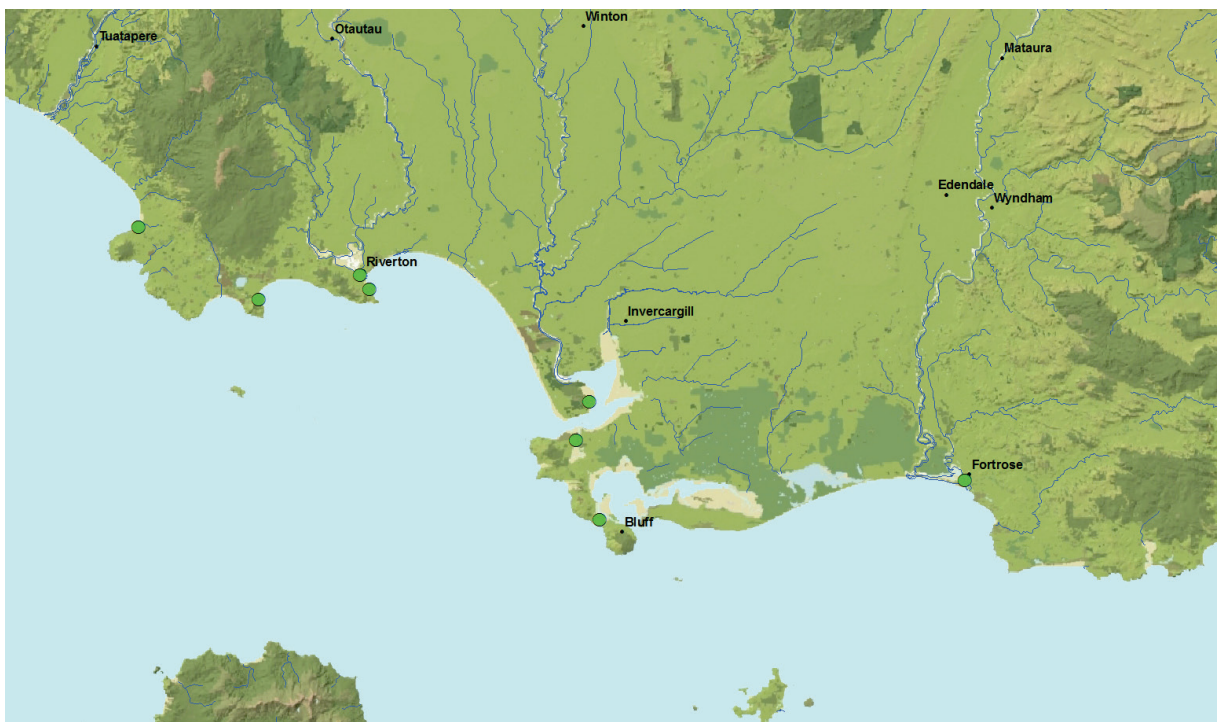 Winton
Otautau
Tuatapere
Mataura
Edendale
Wyndham
Riverton
Invercargill
Fortrose
Bluff